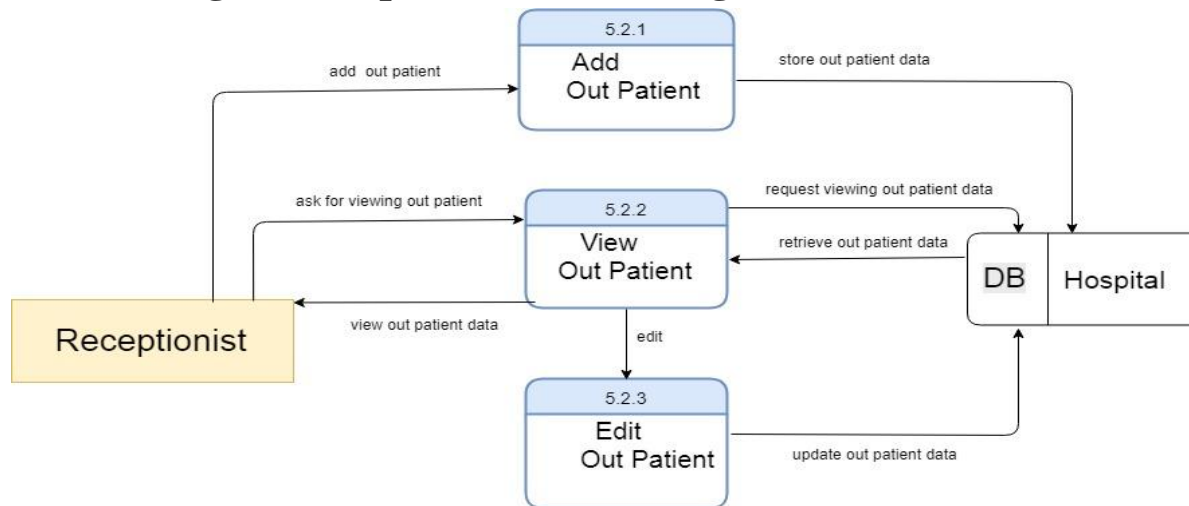 5.2.1
Add
Out Patient
add out patient
store out patient data
ask for viewing out patient
5.2.2
View
Out Patient
request viewing out patient data
retrieve out patient data
DB
Hospital
Receptionist
view out patient data
edit
5.2.3
Edit
Out Patient
update out patient data